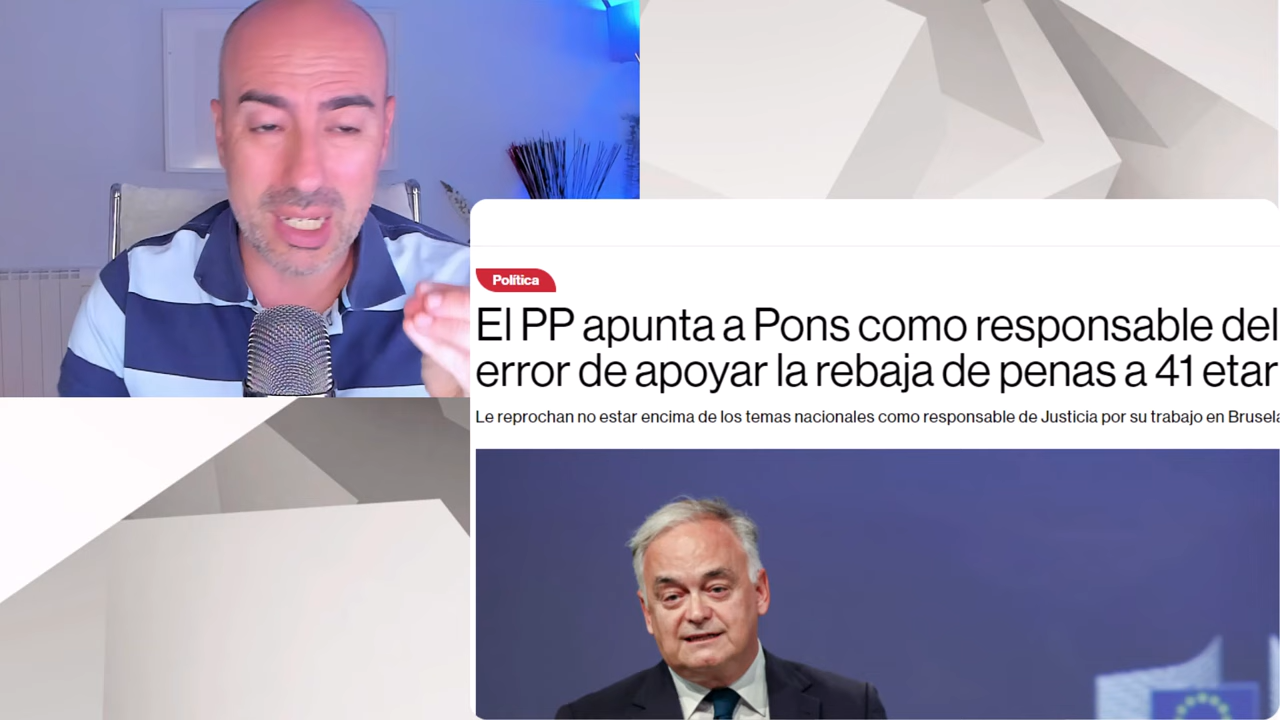 Política
El PP apunta a Pons como responsable del
error de apoyar la rebaja de penas a 41 etar
Le reprochan no estar encima de los temas nacionales como responsable de Justicia por su trabajo en Brusela